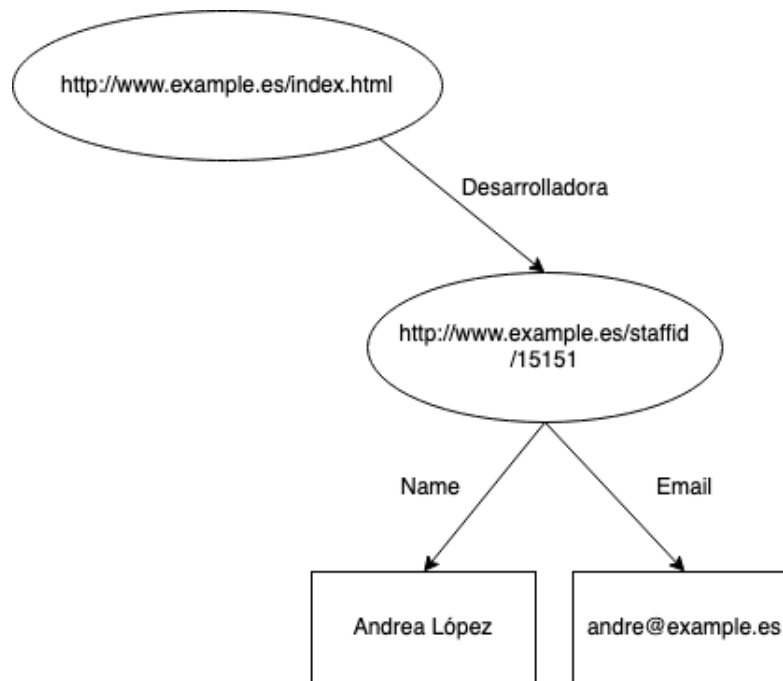 http://www.example.es/index.html
Desarrolladora
http://www.example.es/staffid
/15151
Name
Email
Andrea López
andre@example.es